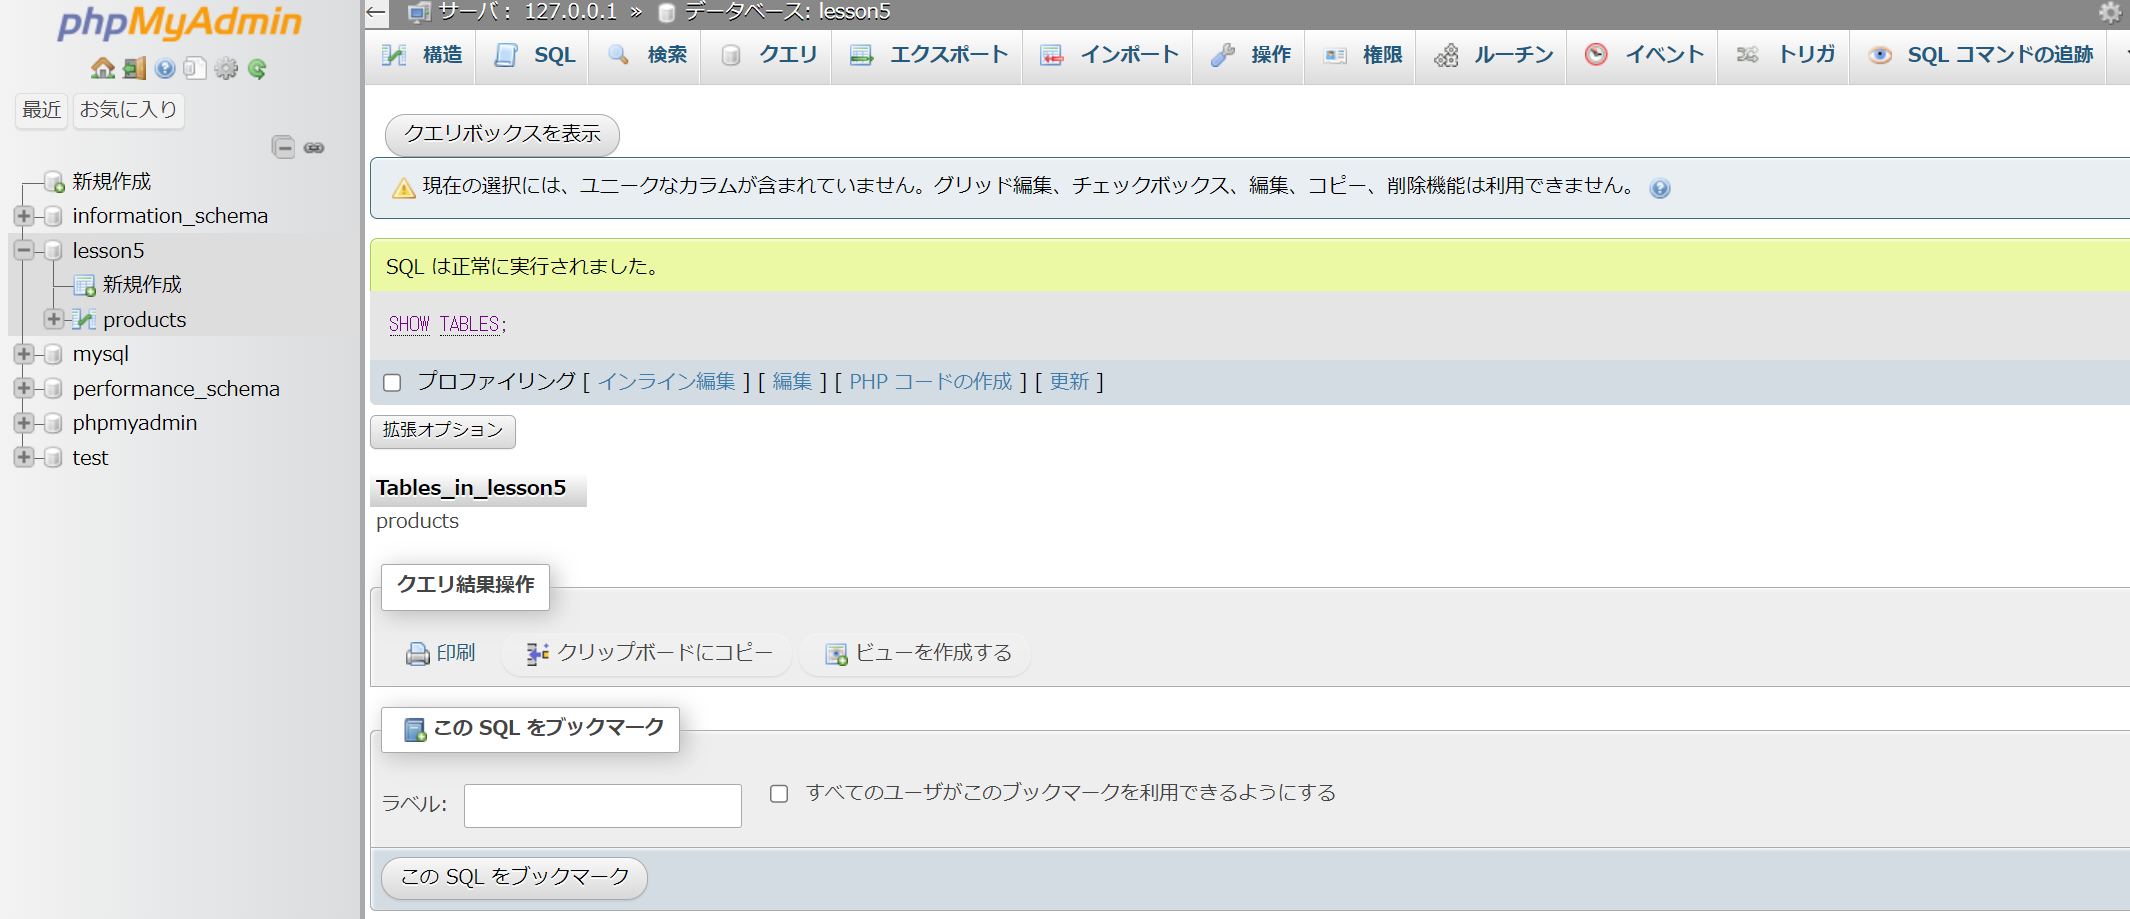 phpMyAdmin
最近 お気に入り
新規作成
information_schema
lesson5
新規作成
products
mysql
performance_schema
phpmyadmin
test
サーバ: 127.0.0.1 » データベース: lesson5
構造 SQL 検索 クエリ エクスポート インポート 操作 権限 ルーチン イベント トリガ SQL コマンドの追跡
クエリボックスを表示
現在の選択には、ユニークなカラムが含まれていません。グリッド編集、チェックボックス、編集、コピー、削除機能は利用できません。
SQL は正常に実行されました。
SHOW TABLES;
プロファイリング [ インライン編集 ] [ 編集 ] [ PHP コードの作成 ] [ 更新 ]
拡張オプション
Tables_in_lesson5
products
クエリ結果操作
印刷 クリップボードにコピー ビューを作成する
この SQL をブックマーク
ラベル: すべてのユーザがこのブックマークを利用できるようにする
この SQL をブックマーク